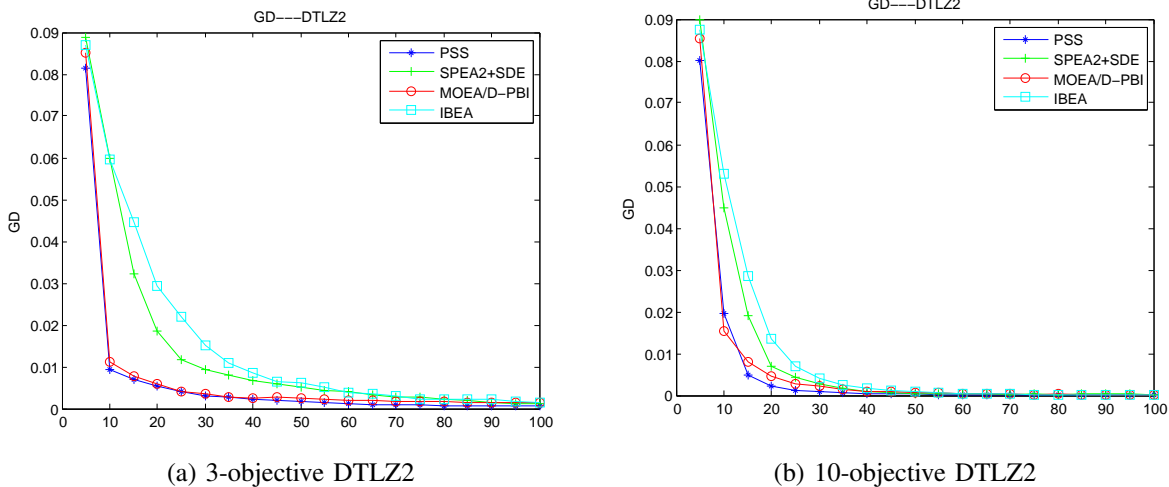 GD---DTLZ2
0.09
0.08
0.07
0.06
0.05
0.04
0.03
0.02
0.01
0
GD
0 10 20 30 40 50 60 70 80 90 100
PSS
SPEA2+SDE
MOEA/D-PBI
IBEA
(a) 3-objective DTLZ2
GD---DTLZ2
0.09
0.08
0.07
0.06
0.05
0.04
0.03
0.02
0.01
0
GD
0 10 20 30 40 50 60 70 80 90 100
PSS
SPEA2+SDE
MOEA/D-PBI
IBEA
(b) 10-objective DTLZ2